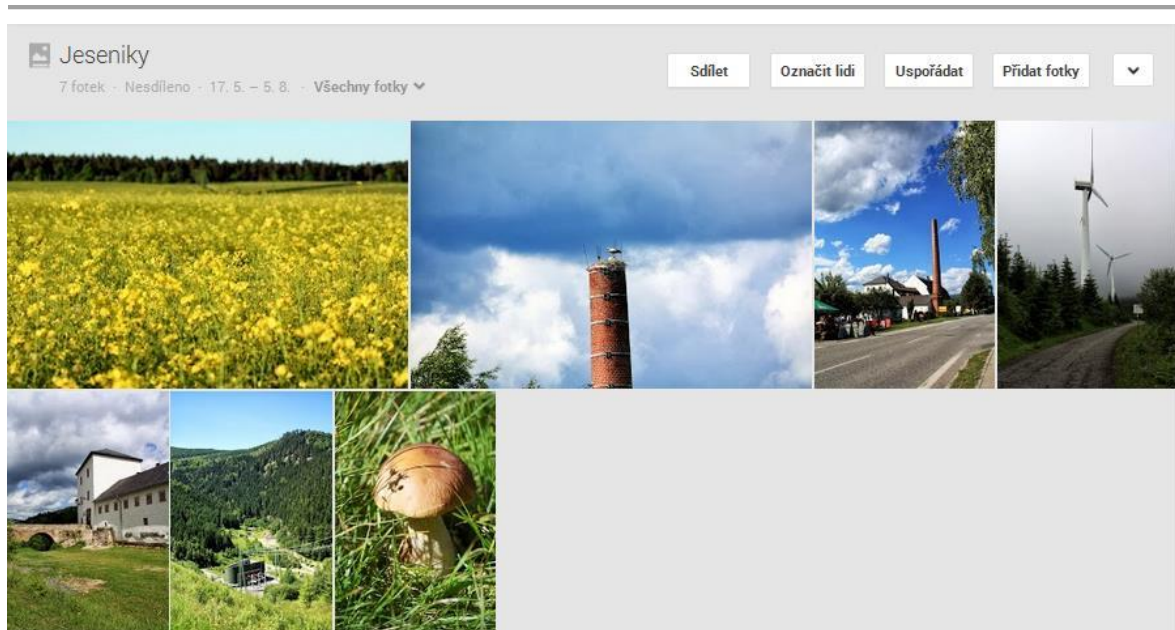 Jeseniky
7 fotek · Nesdíleno · 17. 5. – 5. 8. · Všechny fotky
Sdílet
Označit lidi
Uspořádat
Přidat fotky